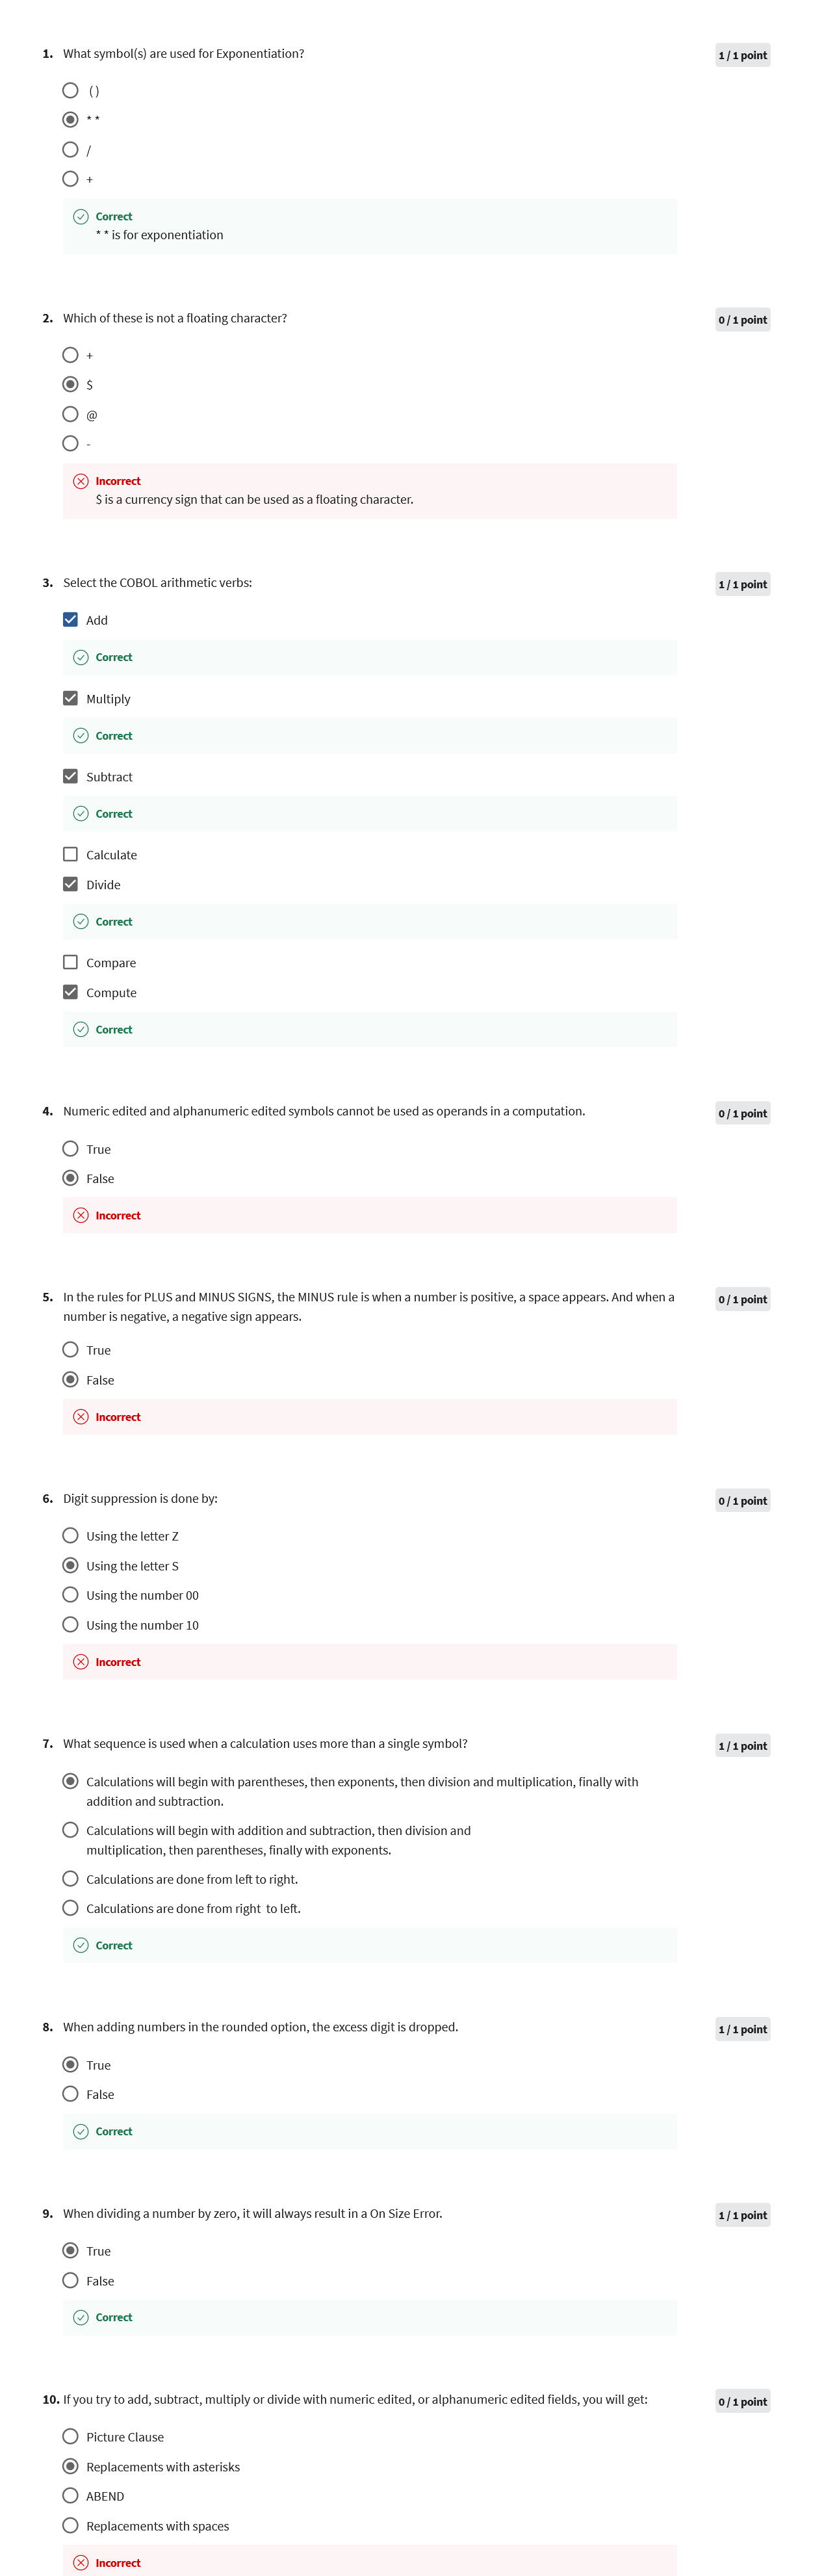 1. What symbol(s) are used for Exponentiation?
1 / 1 point
( )
* *
/
+
Correct
* * is for exponentiation
2. Which of these is not a floating character?
0 / 1 point
+
$
@
-
Incorrect
$ is a currency sign that can be used as a floating character.
3. Select the COBOL arithmetic verbs:
1 / 1 point
Add
Correct
Multiply
Correct
Subtract
Correct
Calculate
Divide
Correct
Compare
Compute
Correct
4. Numeric edited and alphanumeric edited symbols cannot be used as operands in a computation.
0 / 1 point
True
False
Incorrect
5. In the rules for PLUS and MINUS SIGNS, the MINUS rule is when a number is positive, a space appears. And when a
number is negative, a negative sign appears.
0 / 1 point
True
False
Incorrect
6. Digit suppression is done by:
0 / 1 point
Using the letter Z
Using the letter S
Using the number 00
Using the number 10
Incorrect
7. What sequence is used when a calculation uses more than a single symbol?
1 / 1 point
Calculations will begin with parentheses, then exponents, then division and multiplication, finally with
addition and subtraction.
Calculations will begin with addition and subtraction, then division and
multiplication, then parentheses, finally with exponents.
Calculations are done from left to right.
Calculations are done from right to left.
Correct
8. When adding numbers in the rounded option, the excess digit is dropped.
1 / 1 point
True
False
Correct
9. When dividing a number by zero, it will always result in a On Size Error.
1 / 1 point
True
False
Correct
10. If you try to add, subtract, multiply or divide with numeric edited, or alphanumeric edited fields, you will get:
0 / 1 point
Picture Clause
Replacements with asterisks
ABEND
Replacements with spaces
Incorrect